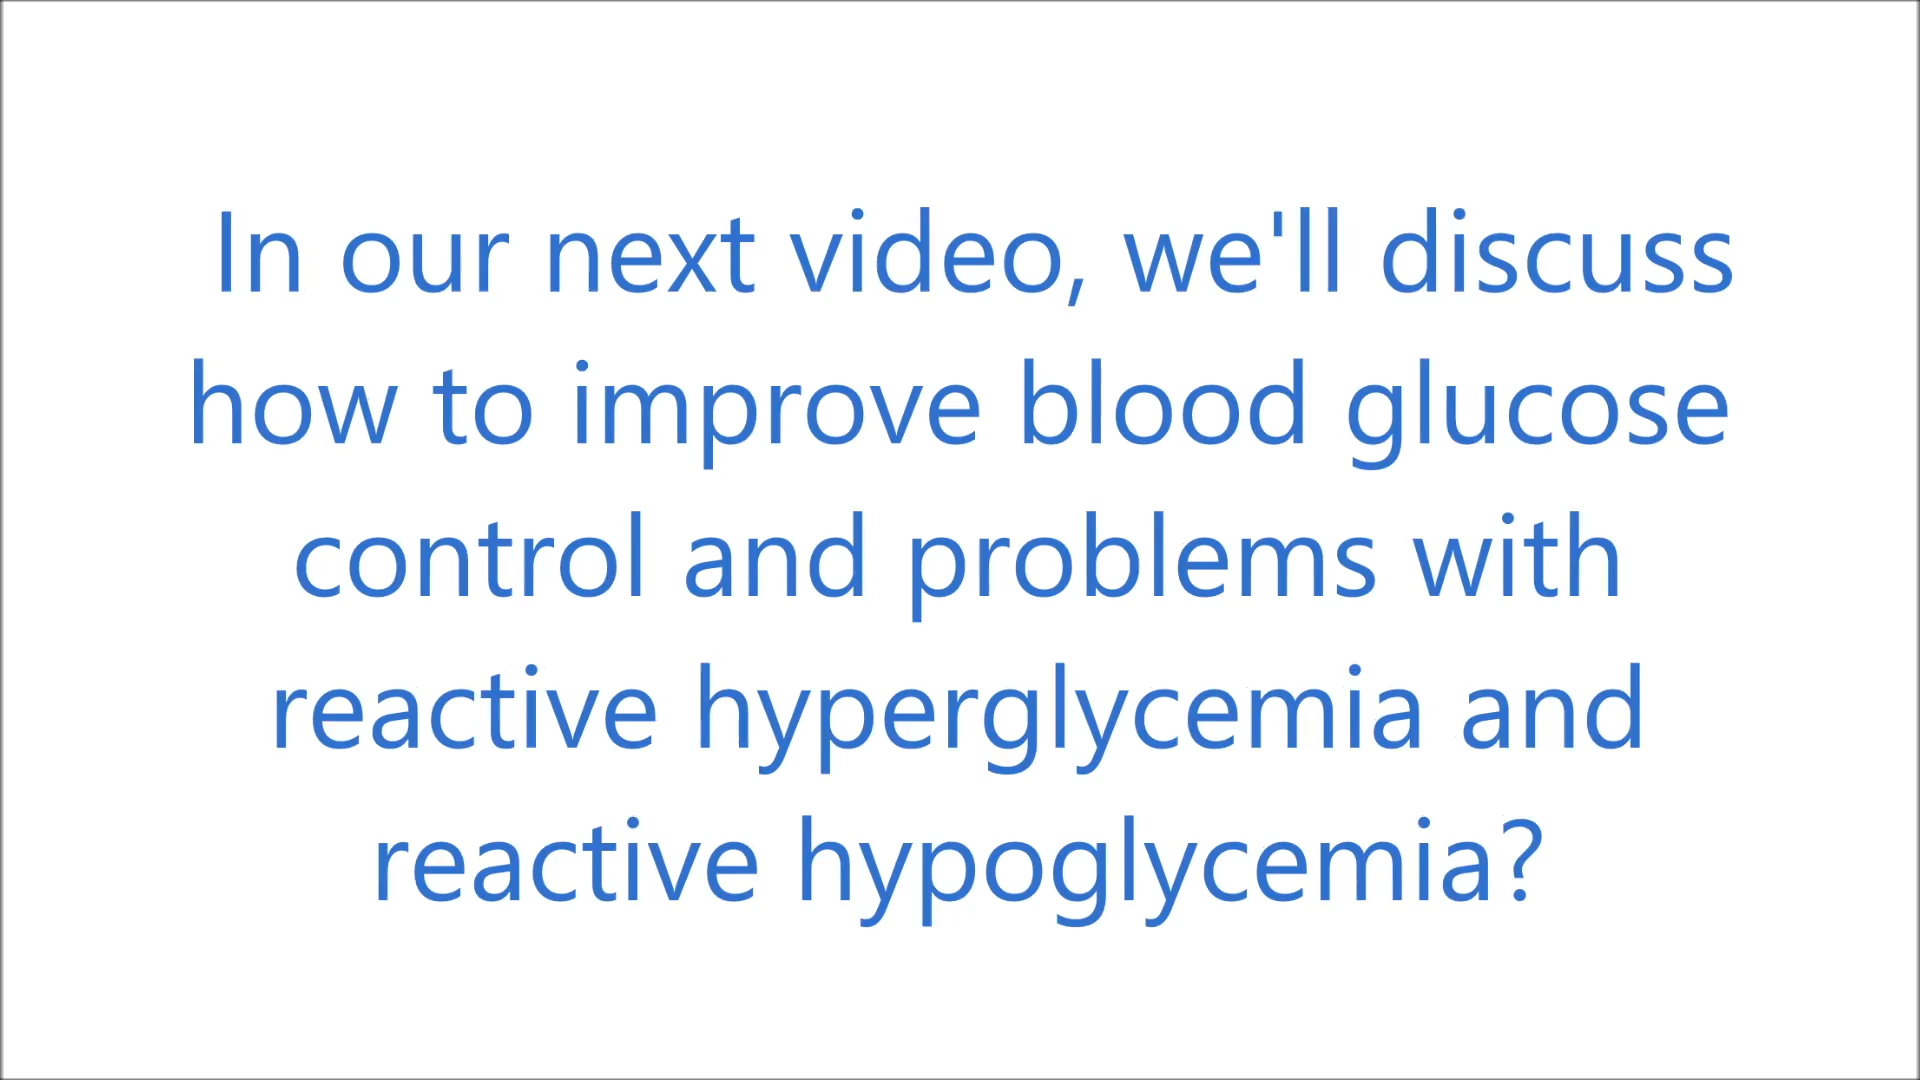 In our next video, we'll discuss
how to improve blood glucose
control and problems with
reactive hyperglycemia and
reactive hypoglycemia?